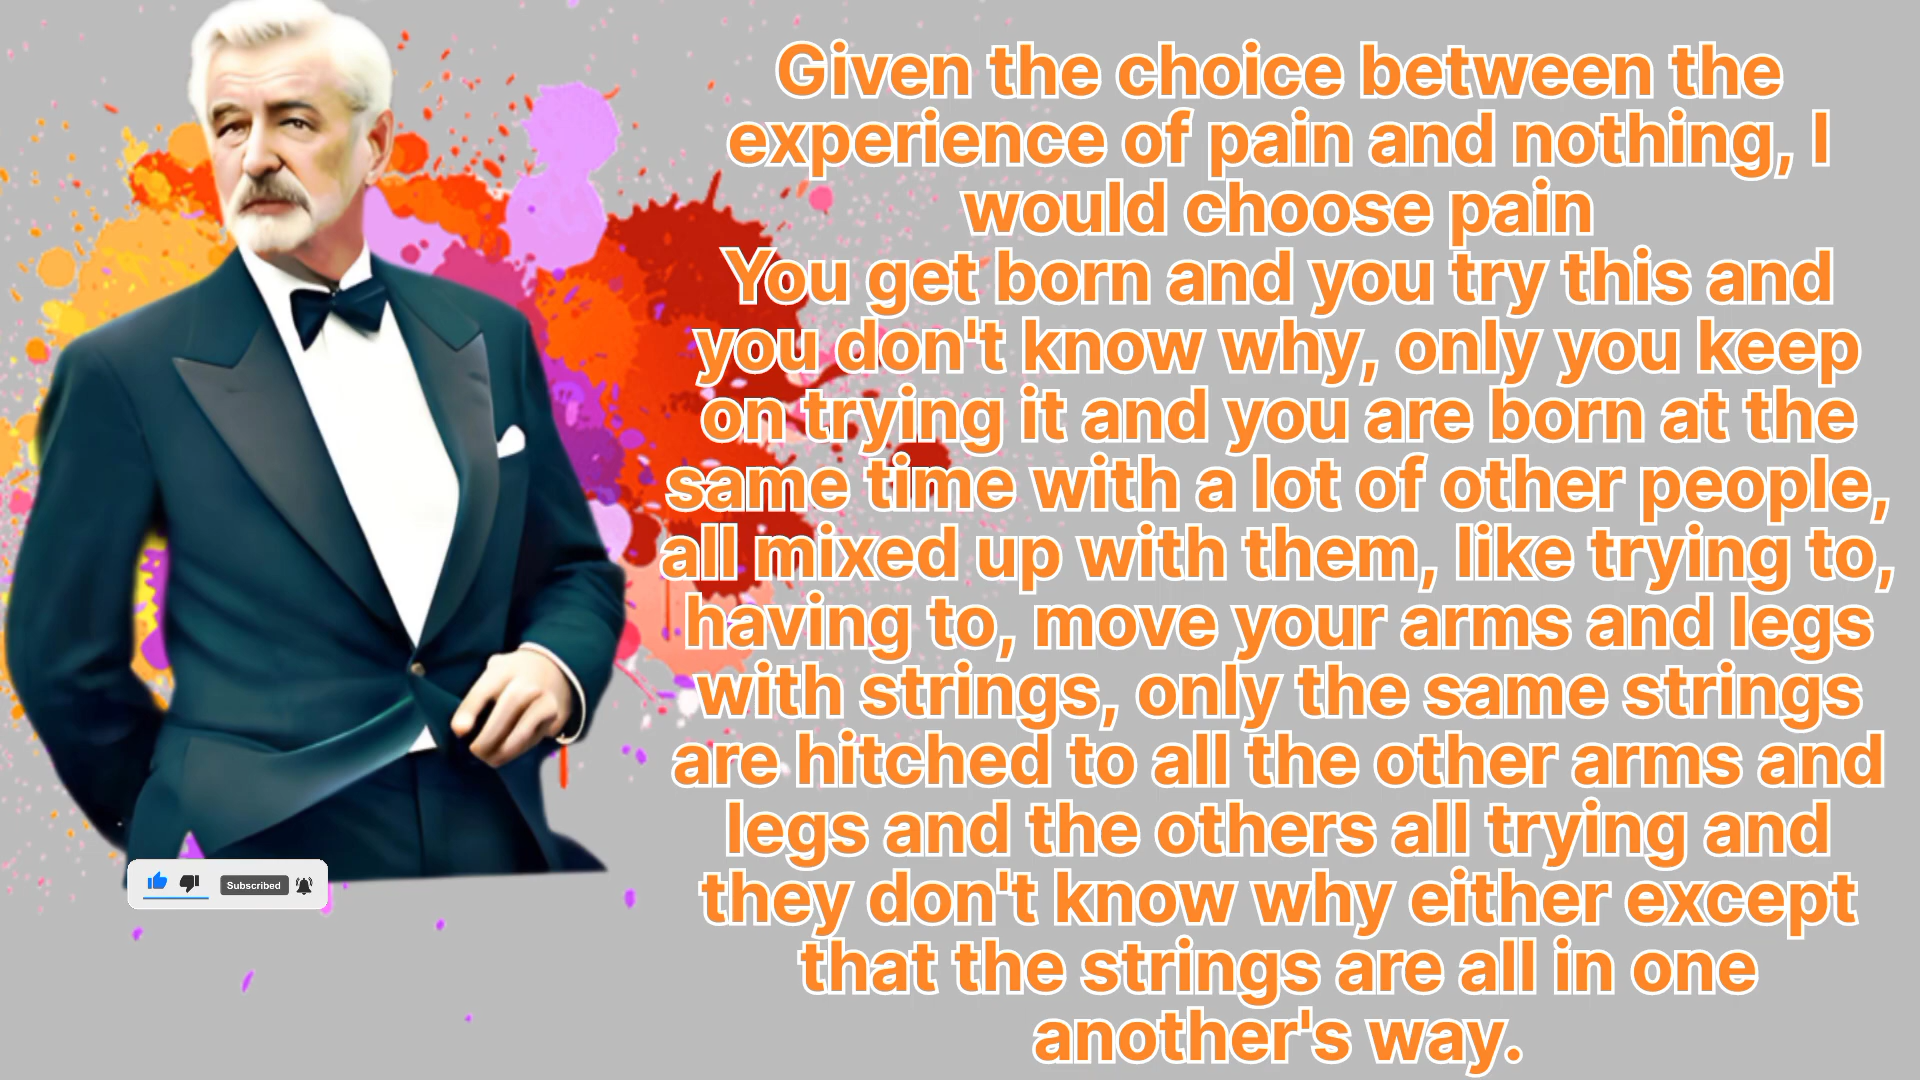 Given the choice between the
experience of pain and nothing, I
would choose pain
You get born and you try this and
you don't know why, only you keep
on trying it and you are born at the
same time with a lot of other people,
all mixed up with them, like trying to,
having to, move your arms and legs
with strings, only the same strings
are hitched to all the other arms and
legs and the others all trying and
they don't know why either except
that the strings are all in one
another's way.
Subscribed